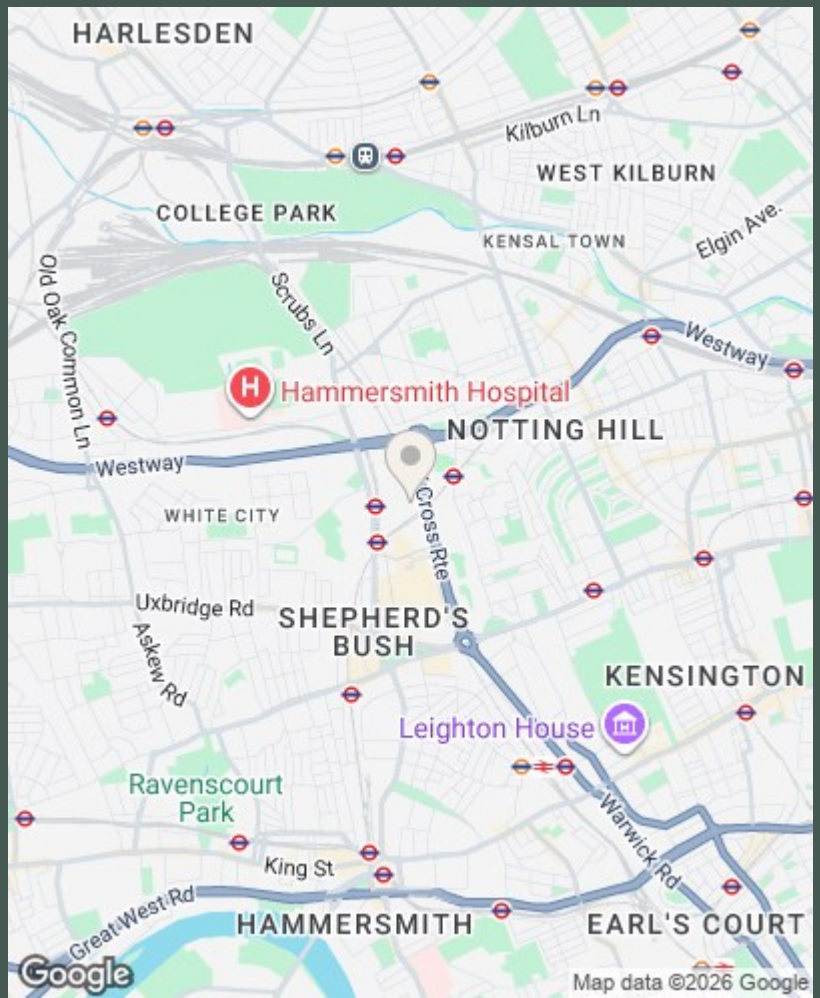 HARLESDEN
Kilburn Ln
WEST KILBURN
COLLEGE PARK
Elgin Ave.
KENSAL TOWN
Old Oak Common Ln
Scrubs Ln
Westway
H Hammersmith Hospital
NOTTING HILL
Westway
Cross Rte
WHITE CITY
Uxbridge Rd
SHEPHERD'S
BUSH
Askew Rd
KENSINGTON
Leighton House
Ravenscourt
Park
Warwick Rd
King St
Great West Rd
HAMMERSMITH
EARL'S COURT
Google
Map data ©2026 Google